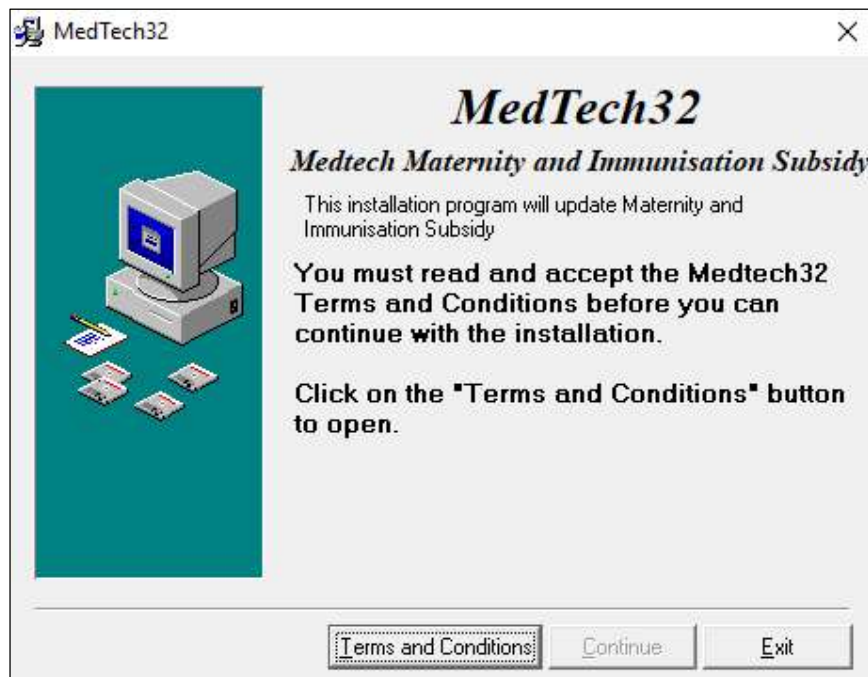 MedTech32
MedTech32
Medtech Maternity and Immunisation Subsidy
This installation program will update Maternity and
Immunisation Subsidy
You must read and accept the Medtech32
Terms and Conditions before you can
continue with the installation.
Click on the "Terms and Conditions" button
to open.
Terms and Conditions Continue Exit